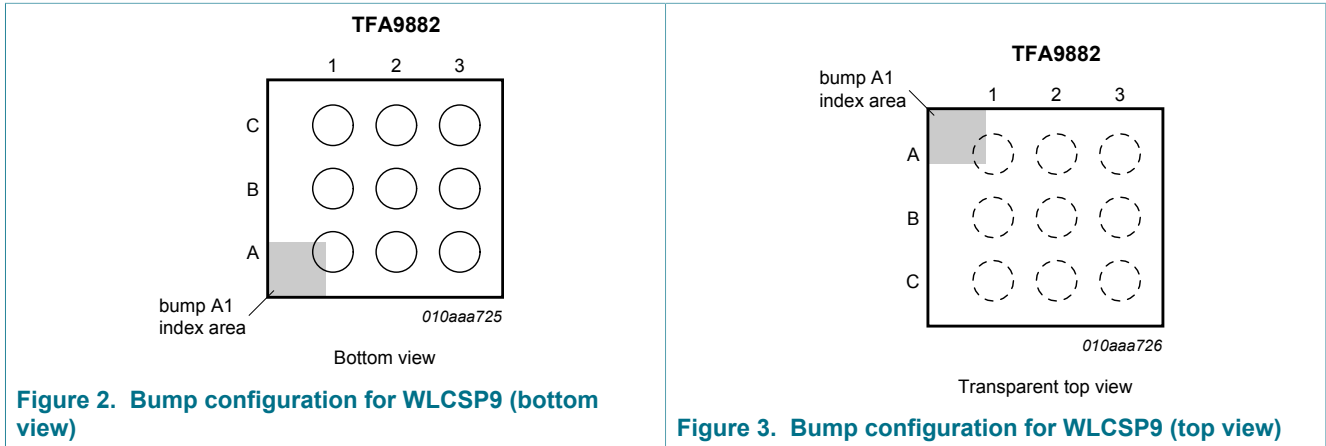 TFA9882
1 2 3
C
B
A
bump A1
index area
010aaa725
Bottom view
Figure 2. Bump configuration for WLCSP9 (bottom
view)
TFA9882
bump A1
index area
1 2 3
A
B
C
010aaa726
Transparent top view
Figure 3. Bump configuration for WLCSP9 (top view)